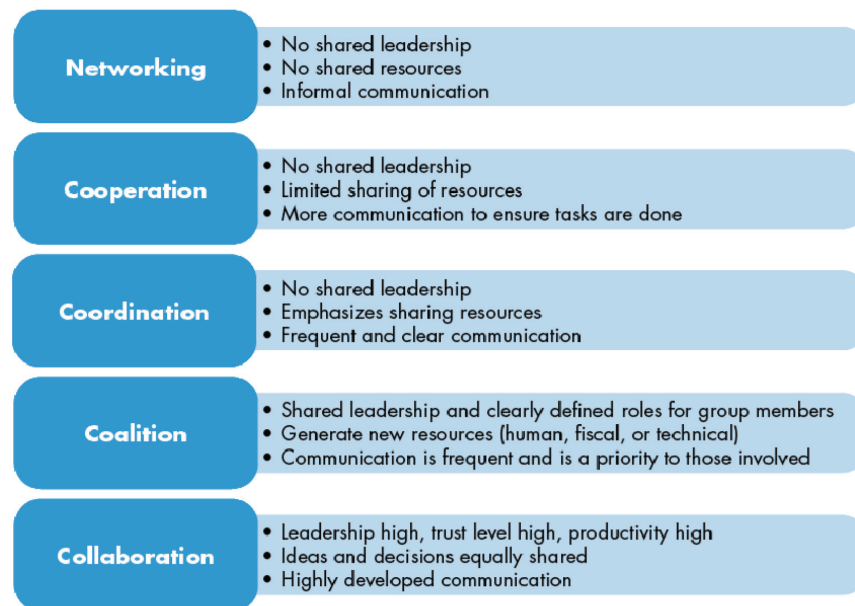 Networking
• No shared leadership
• No shared resources
• Informal communication
Cooperation
• No shared leadership
• Limited sharing of resources
• More communication to ensure tasks are done
Coordination
• No shared leadership
• Emphasizes sharing resources
• Frequent and clear communication
Coalition
• Shared leadership and clearly defined roles for group members
• Generate new resources (human, fiscal, or technical)
• Communication is frequent and is a priority to those involved
Collaboration
• Leadership high, trust level high, productivity high
• Ideas and decisions equally shared
• Highly developed communication